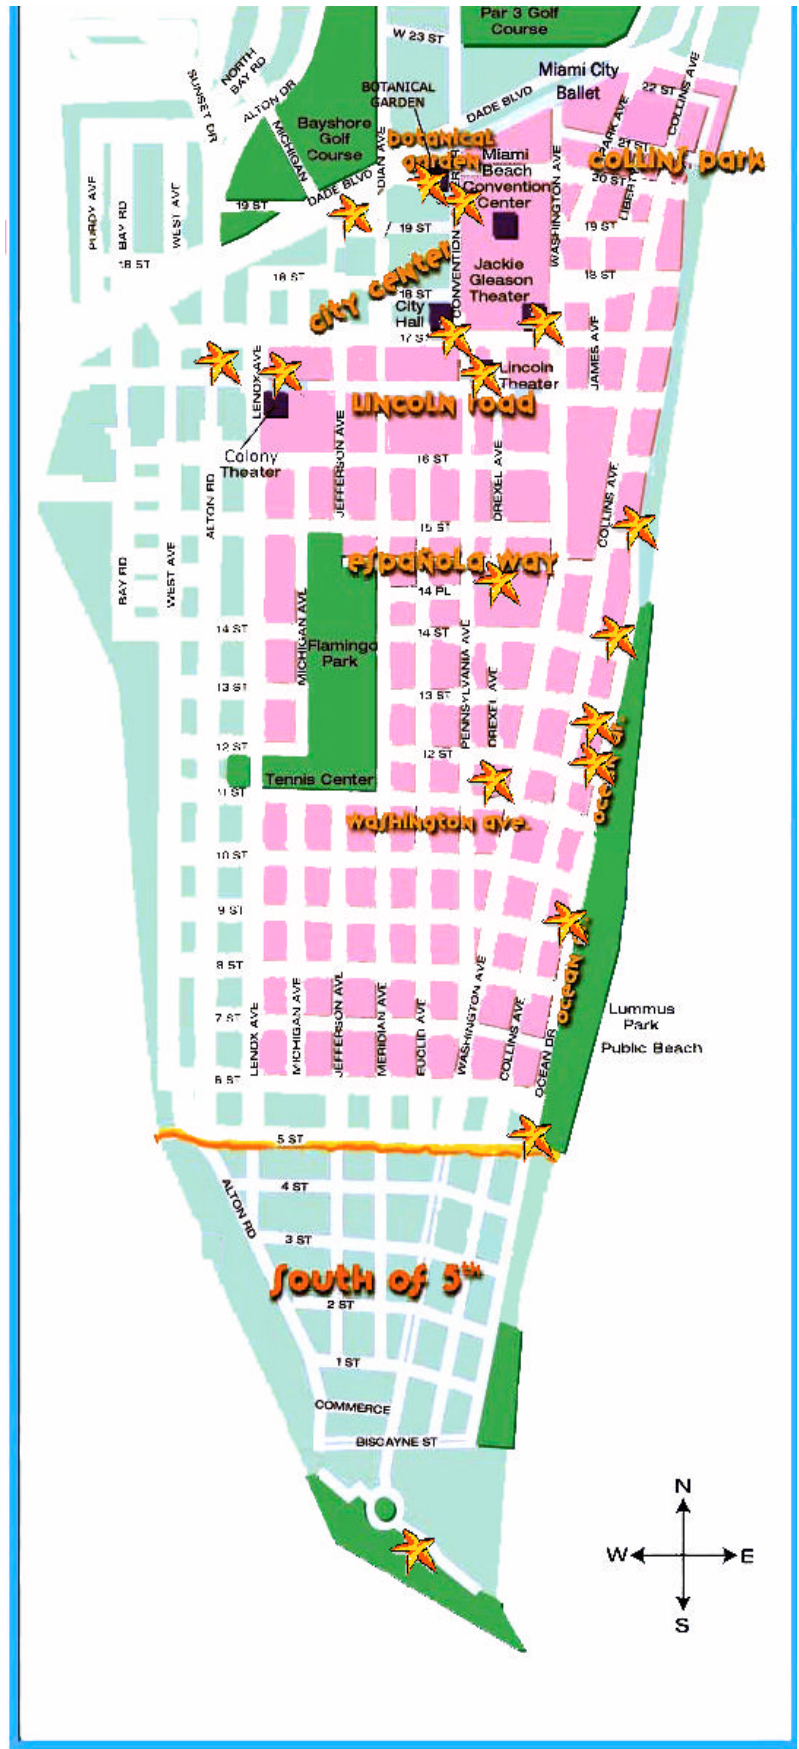 Par 3 Golf
Course
W 23 ST
Miami City
Ballet
22 ST
COLLINS AVE
PARK AVE
NORTH
BAY RD
SUNSET DR
ALTON DR
BOTANICAL
GARDEN
DADE BLVD
MICHIGAN
Bayshore
Golf
Course
botanical
garden
Miami
Beach
Convention
Center
COLLINS park
20 ST
LIBERTY
WASHINGTON AVE
DADE BLVD
19 ST
PURDY AVE
BAY RD
WEST AVE
19 ST
19 ST
18 ST
18 ST
18 ST
18 ST
CONVENTION
Jackie
Gleason
Theater
city center
City
Hall
17 ST
JAMES AVE
Lincoln
Theater
LENOX AVE
LINCOLN road
Colony
Theater
JEFFERSON AVE
16 ST
DREXEL AVE
COLLINS AVE
ALTON RD
15 ST
española way
14 PL
BAY RD
WEST AVE
MICHIGAN AVE
14 ST
14 ST
Flamingo
Park
PENNSYLVANIA AVE
DREXEL AVE
13 ST
13 ST
12 ST
12 ST
ocean dr.
Tennis Center
11 ST
washington ave.
10 ST
9 ST
8 ST
ocean
7 ST
LENOX AVE
MICHIGAN AVE
JEFFERSON AVE
MERIDIAN AVE
EUCLID AVE
WASHINGTON AVE
COLLINS AVE
OCEAN DR
Lummus
Park
Public Beach
6 ST
5 ST
4 ST
ALTON RD
3 ST
South of 5th
2 ST
1 ST
COMMERCE
BISCAYNE ST
N
W E
S